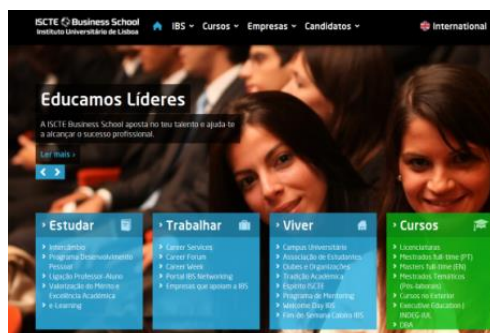 ISCTE Business School
Instituto Universitário de Lisboa
IBS Cursos Empresas Candidatos
International
Educamos Líderes
A ISCTE Business School aposta no teu talento e ajuda-te
a alcançar o sucesso profissional.
Ler mais ›
› Estudar
› Intercâmbio
› Programa Desenvolvimento
Pessoal
› Ligação Professor-Aluno
› Valorização do Mérito e
Excelência Académica
› e Learning
› Trabalhar
› Career Services
› Career Forum
› Career Week
› Portal IBS Networking
› Empresas que apoiam a IBS
› Viver
› Campus Universitário
› Associação de Estudantes
› Clubes e Organizações
› Tradição Académica
› Espírito ISCTE
› Programa de Mentoring
› Welcome Day IBS
› Fim-de-Semana Caloiro IBS
› Cursos
› Licenciaturas
› Mestrados full-time (PT)
› Masters full-time (EN)
› Mestrados Temáticos
(Pós-laborais)
› Cursos no Exterior
› Executive Education |
INDEG-IUL
› DBA